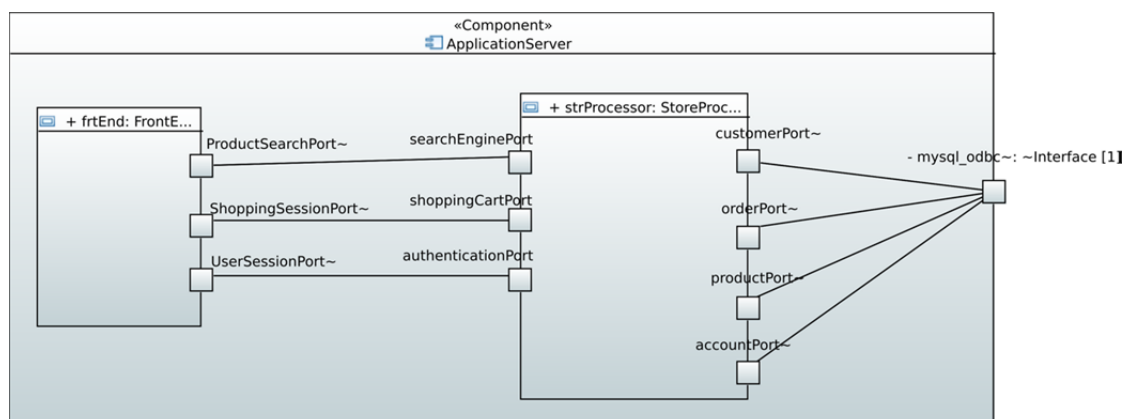 «Component»
ApplicationServer
+ frtEnd: FrontE...
+ strProcessor: StoreProc...
ProductSearchPort~
searchEnginePort
customerPort~
- mysql_odbc~: ~Interface [1]
ShoppingSessionPort~
shoppingCartPort
orderPort~
UserSessionPort~
authenticationPort
productPort~
accountPort~